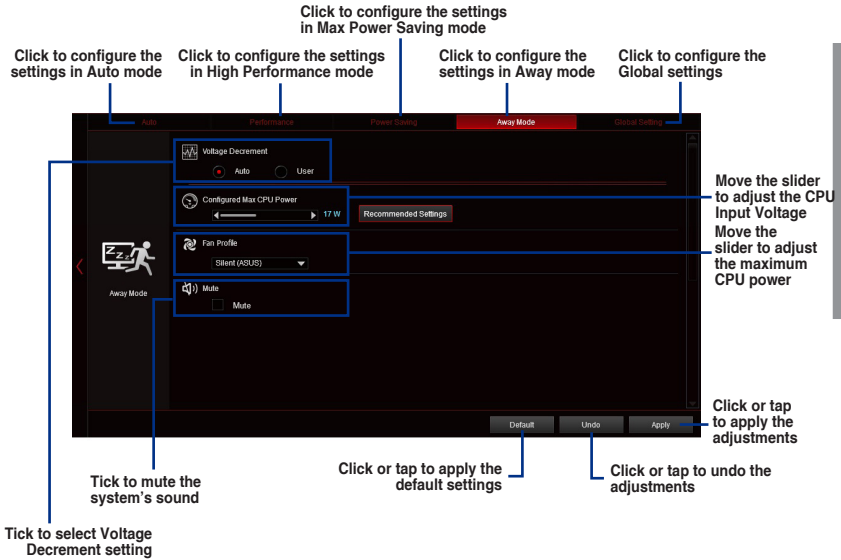 Click to configure the settings
in Max Power Saving mode
Click to configure the
settings in Auto mode
Click to configure the settings
in High Performance mode
Click to configure the
settings in Away mode
Click to configure the
Global settings
Auto
Performance
Power Saving
Away Mode
Global Setting
Voltage Decrement
Auto
User
Configured Max CPU Power
17 W
Recommended Settings
Fan Profile
Silent (ASUS)
Mute
Mute
Zzz
Away Mode
Move the slider
to adjust the CPU
Input Voltage
Move the
slider to adjust
the maximum
CPU power
Default
Undo
Apply
Click or tap
to apply the
adjustments
Click or tap to apply the
default settings
Click or tap to undo the
adjustments
Tick to mute the
system's sound
Tick to select Voltage
Decrement setting